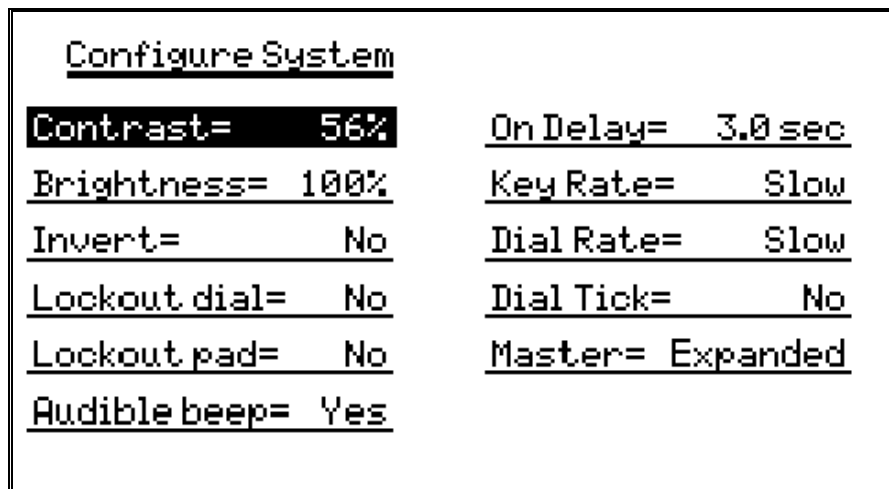 Configure System
Contrast= 56%
Brightness= 100%
Invert= No
Lockout dial= No
Lockout pad= No
Audible beep= Yes
On Delay= 3.0 sec
Key Rate= Slow
Dial Rate= Slow
Dial Tick= No
Master= Expanded